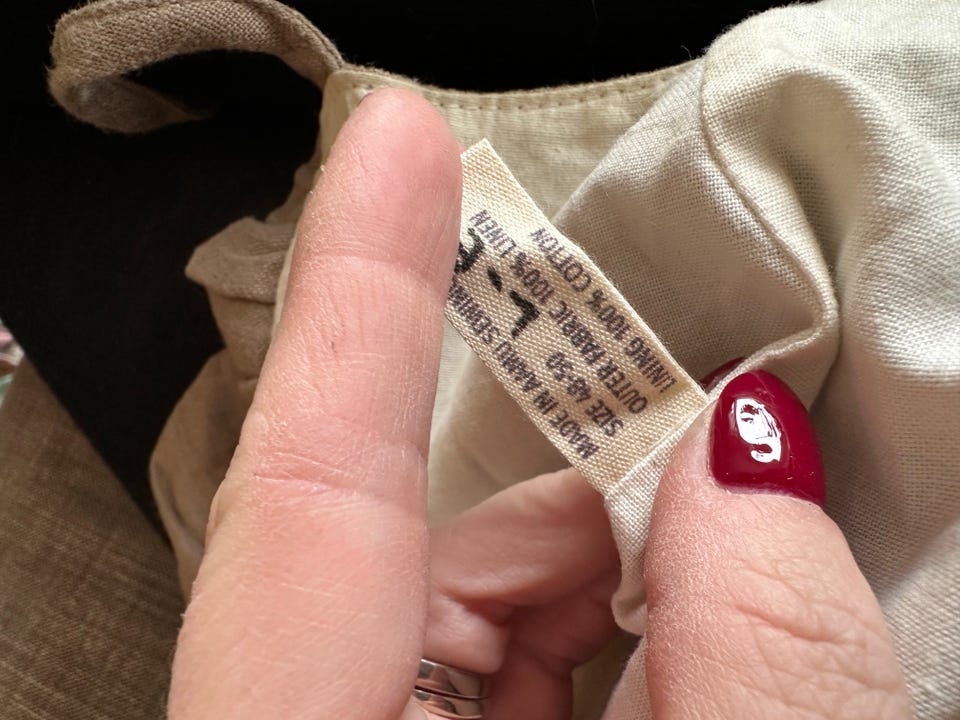 MADE IN
SIZE 48-50
OUTER FABRIC 100% LINEN
LINING 100% COTTON